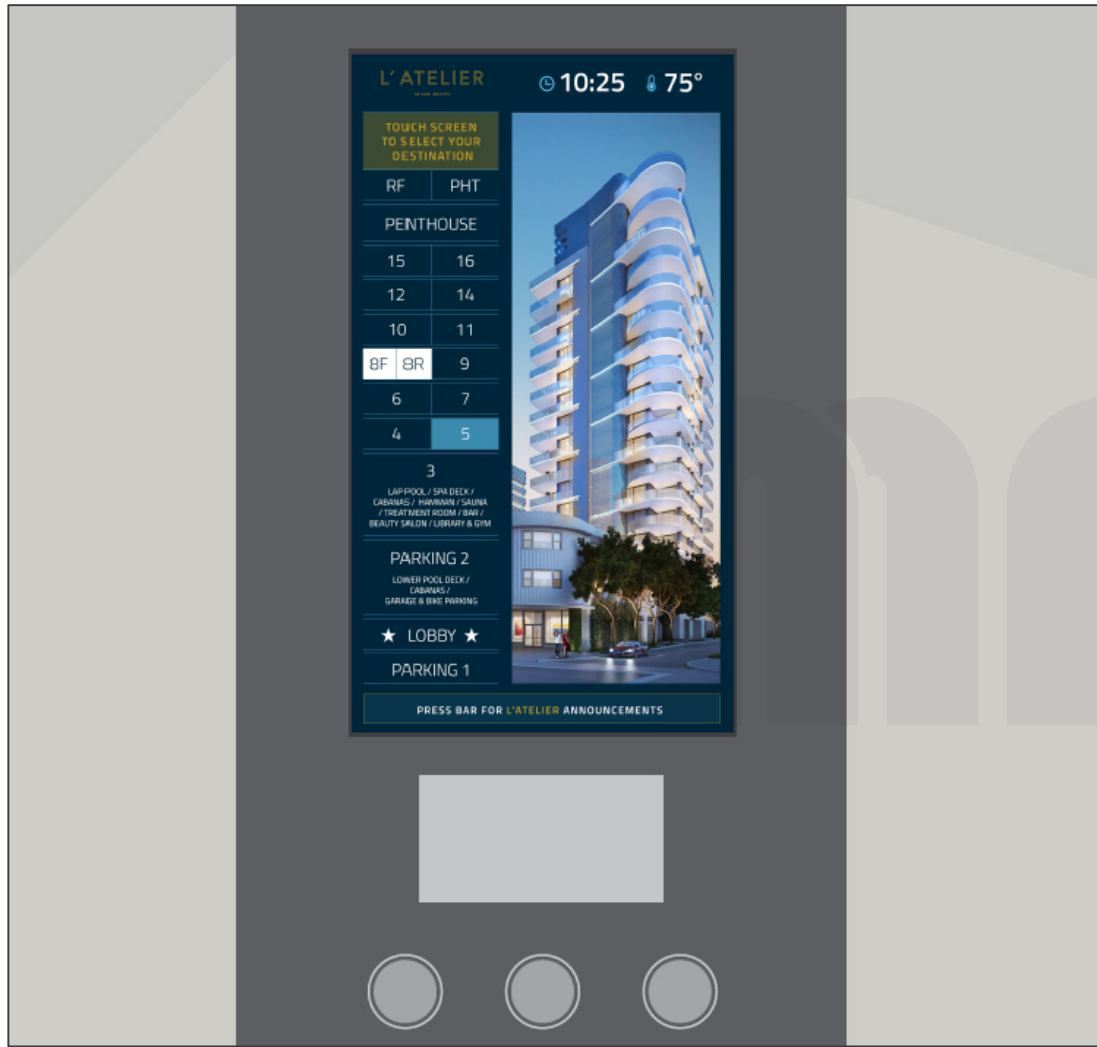 L'ATELIER
10:25 75°
TOUCH SCREEN
TO SELECT YOUR
DESTINATION
RF PHT
PENTHOUSE
15 16
12 14
10 11
8F 8R 9
6 7
4 5
3
LAP POOL / SPA DECK /
CABANAS / HAMMAN / SAUNA
/ TREATMENT ROOM / BAR /
BEAUTY SALON / LIBRARY & GYM
PARKING 2
LOWER POOL DECK /
CABANAS /
GARAIGE & BIKE PARKING
★ LOBBY ★
PARKING 1
PRESS BAR FOR L'ATELIER ANNOUNCEMENTS